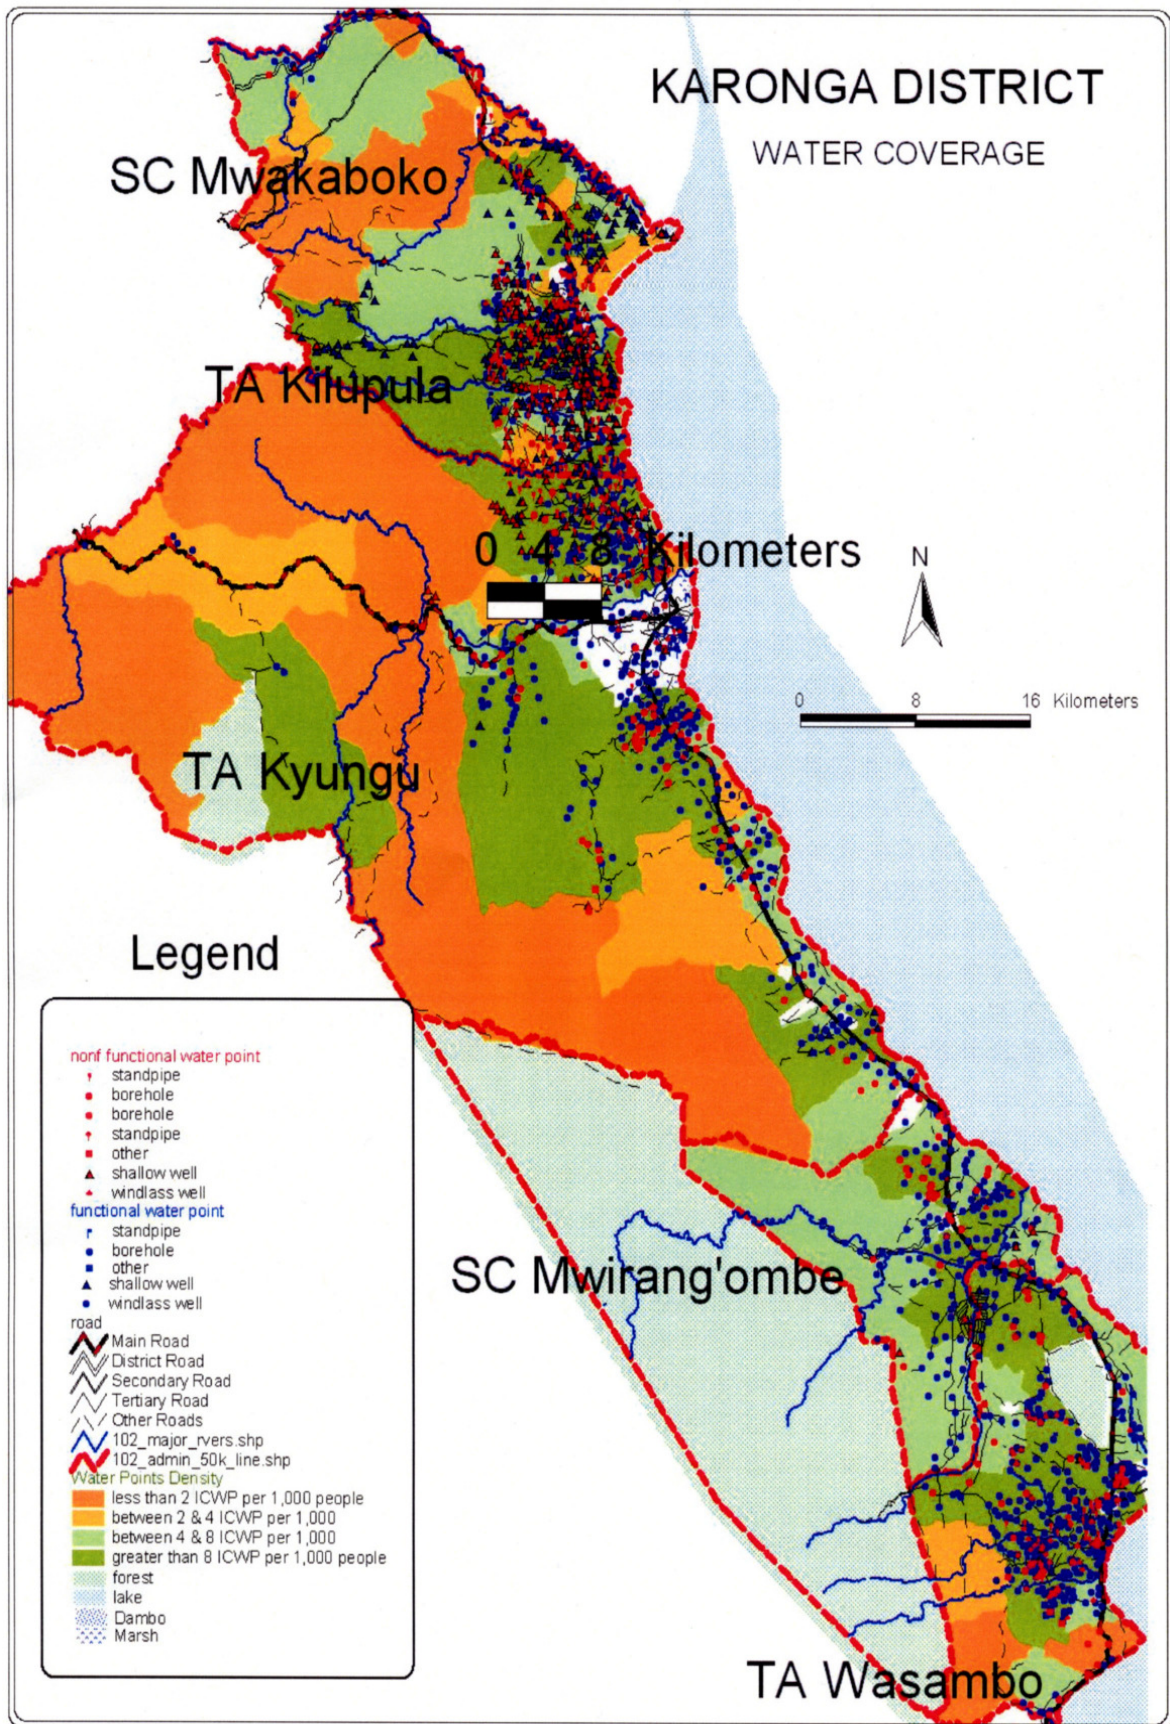 KARONGA DISTRICT
WATER COVERAGE
SC Mwakaboko
TA Kilupula
0 4 8 Kilometers
N
0 8 16 Kilometers
TA Kyungu
Legend
nonf functional water point
standpipe
borehole
borehole
standpipe
other
shallow well
windlass well
functional water point
standpipe
borehole
other
shallow well
windlass well
road
Main Road
District Road
Secondary Road
Tertiary Road
Other Roads
102_major_rvers.shp
102_admin_50k_line.shp
Water Points Density
less than 2 ICWP per 1,000 people
between 2 & 4 ICWP per 1,000
between 4 & 8 ICWP per 1,000
greater than 8 ICWP per 1,000 people
forest
lake
Dambo
Marsh
SC Mwirang'ombe
TA Wasambo